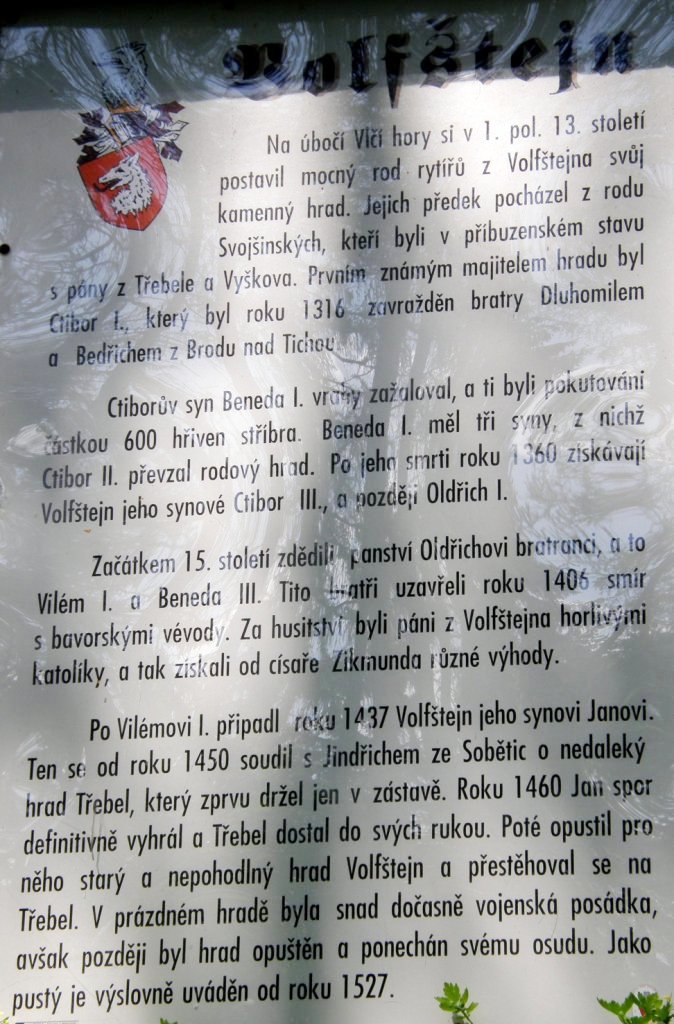 Volfštejn
Na úbočí Vlčí hory si v 1. pol. 13. století
postavil mocný rod rytířů z Volfštejna svůj
kamenný hrad. Jejich předek pocházel z rodu
Svojšinských, kteří byli v příbuzenském stavu
s pány z Třebele a Vyškova. Prvním známým majitelem hradu byl
Ctibor I., který byl roku 1316 zavražděn bratry Dluhomilem
a Bedřichem z Brodu nad Tichou.
Ctiborův syn Beneda I. vrahy zažaloval, a ti byli pokutováni
částkou 600 hřiven stříbra. Beneda I. měl tři syny, z nichž
Ctibor II. převzal rodový hrad. Po jeho smrti roku 1360 získávají
Volfštejn jeho synové Ctibor III., a později Oldřich I.
Začátkem 15. století zdědili panství Oldřichovi bratranci, a to
Vilém I. a Beneda III. Tito bratři uzavřeli roku 1406 smír
s bavorskými vévody. Za husitství byli páni z Volfštejna horlivými
katolíky, a tak získali od císaře Zikmunda různé výhody.
Po Vilémovi I. připadl roku 1437 Volfštejn jeho synovi Janovi.
Ten se od roku 1450 soudil s Jindřichem ze Sobětic o nedaleký
hrad Třebel, který zprvu držel jen v zástavě. Roku 1460 Jan spor
definitivně vyhrál a Třebel dostal do svých rukou. Poté opustil pro
něho starý a nepohodlný hrad Volfštejn a přestěhoval se na
Třebel. V prázdném hradě byla snad dočasně vojenská posádka,
avšak později byl hrad opuštěn a ponechán svému osudu. Jako
pustý je výslovně uváděn od roku 1527.